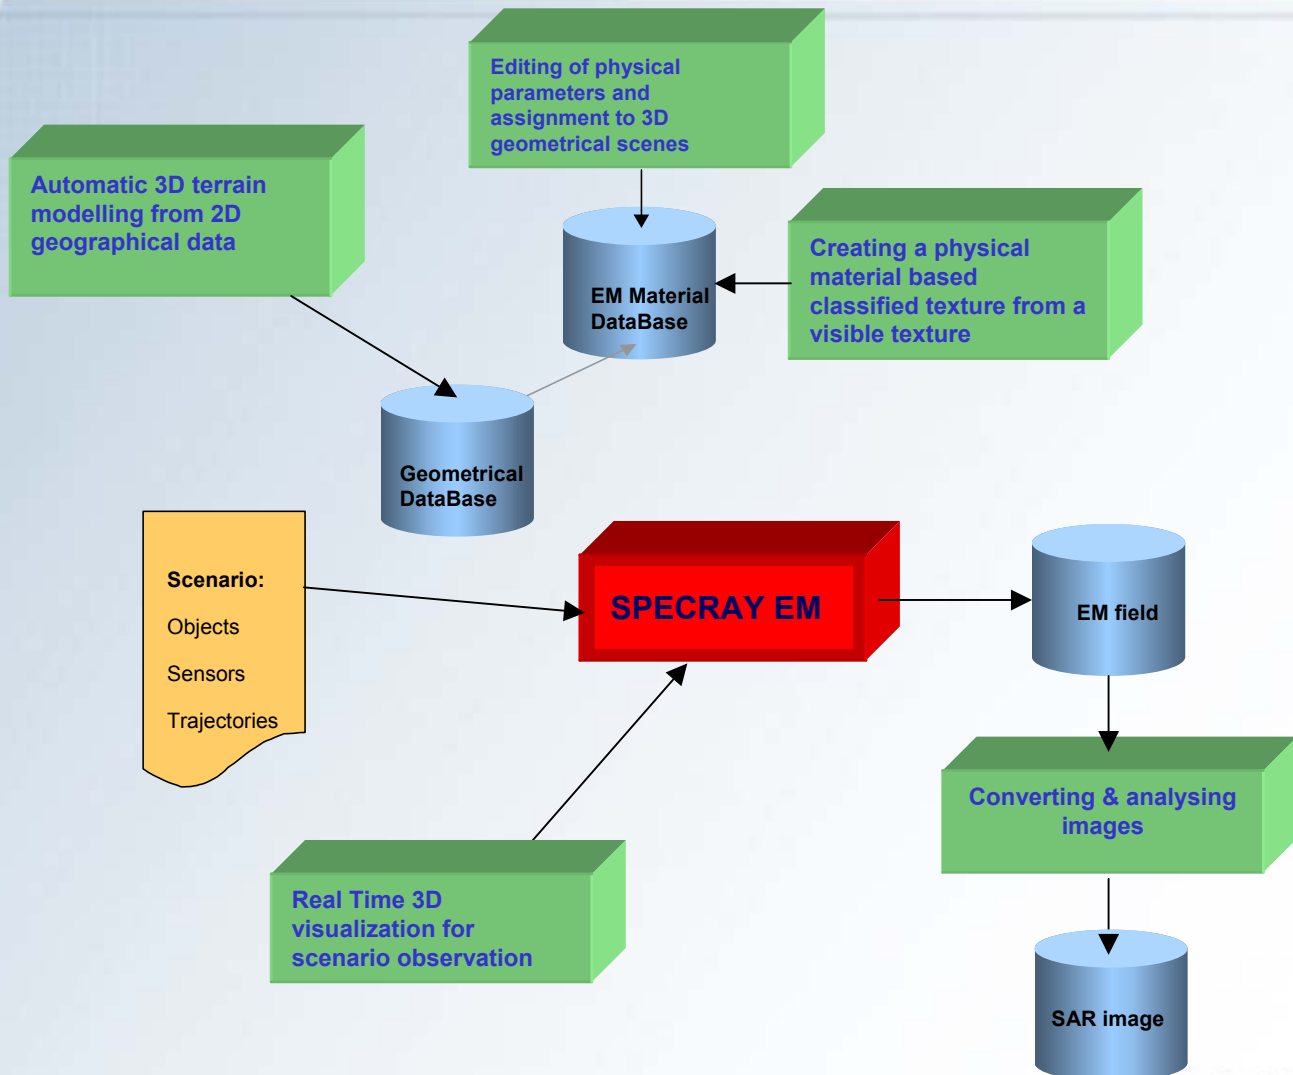 Editing of physical
parameters and
assignment to 3D
geometrical scenes
Automatic 3D terrain
modelling from 2D
geographical data
Creating a physical
material based
classified texture from a
visible texture
EM Material
DataBase
Geometrical
DataBase
Scenario:
Objects
Sensors
Trajectories
SPECRAY EM
EM field
Converting & analysing
images
Real Time 3D
visualization for
scenario observation
SAR image